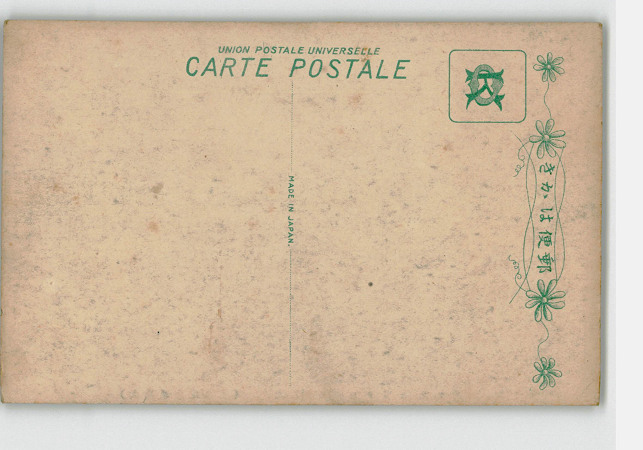 UNION POSTALE UNIVERSELLE
CARTE POSTALE
MADE IN JAPAN.
郵便はかき